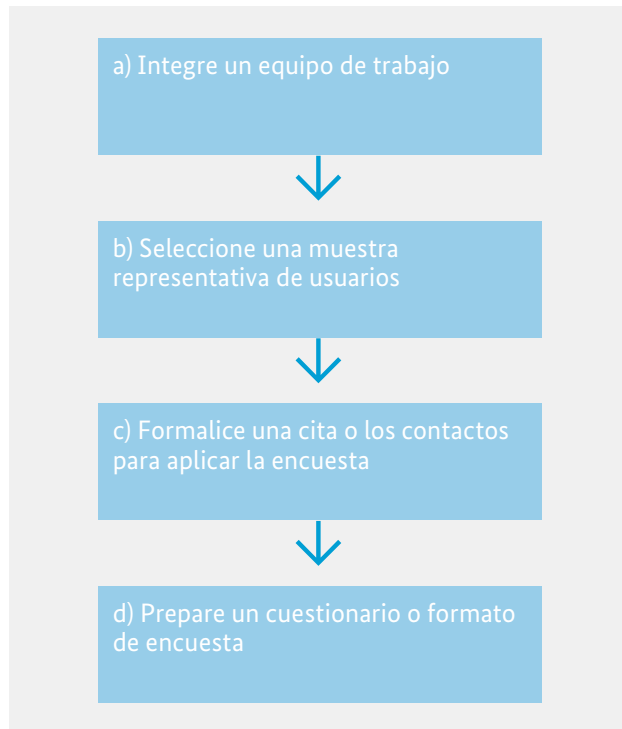 a) Integre un equipo de trabajo
b) Seleccione una muestra
representativa de usuarios
c) Formalice una cita o los contactos
para aplicar la encuesta
d) Prepare un cuestionario o formato
de encuesta